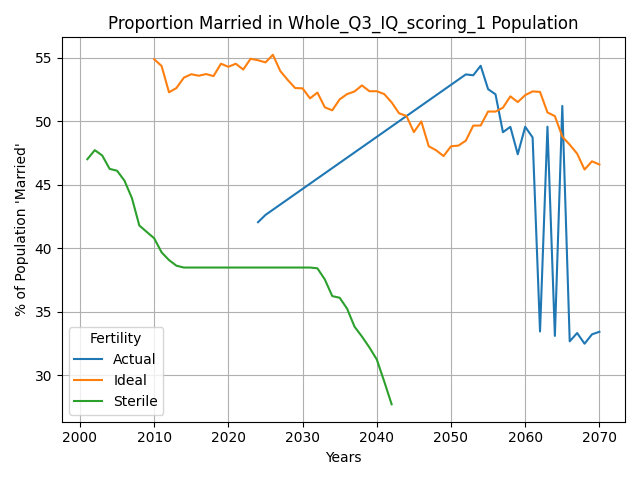 Proportion Married in Whole_Q3_IQ_scoring_1 Population
% of Population 'Married'
55
50
45
40
35
30
Fertility
Actual
Ideal
Sterile
2000 2010 2020 2030 2040 2050 2060 2070
Years